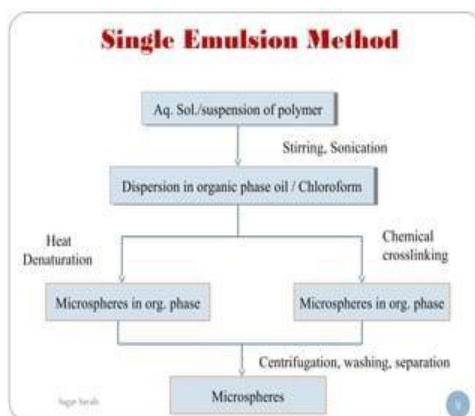 Single Emulsion Method
Aq. Sol./suspension of polymer
Stirring, Sonication
Dispersion in organic phase oil / Chloroform
Heat
Denaturation
Chemical
crosslinking
Microspheres in org. phase
Microspheres in org. phase
Centrifugation, washing, separation
Microspheres